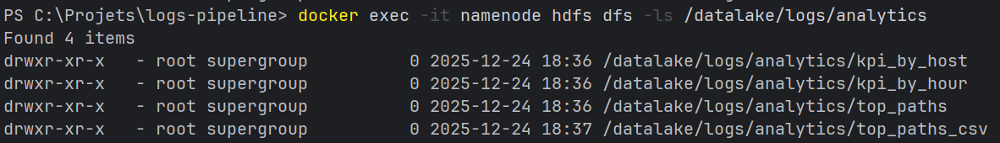 PS C:\Projets\logs-pipeline> docker exec -it namenode hdfs dfs -ls /datalake/logs/analytics
Found 4 items
drwxr-xr-x   - root supergroup          0 2025-12-24 18:36 /datalake/logs/analytics/kpi_by_host
drwxr-xr-x   - root supergroup          0 2025-12-24 18:36 /datalake/logs/analytics/kpi_by_hour
drwxr-xr-x   - root supergroup          0 2025-12-24 18:36 /datalake/logs/analytics/top_paths
drwxr-xr-x   - root supergroup          0 2025-12-24 18:37 /datalake/logs/analytics/top_paths_csv